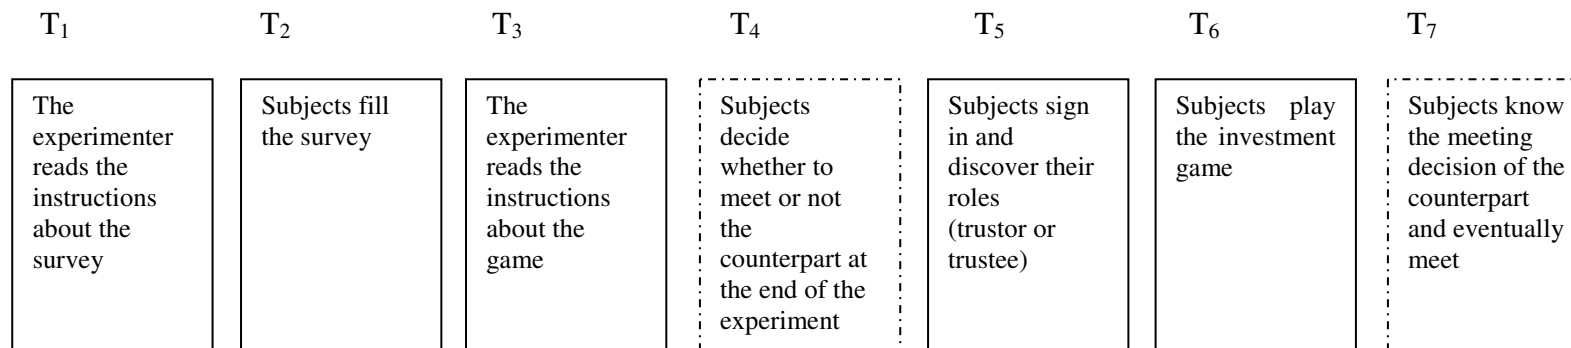 T1
T2
T3
T4
T5
T6
T7
The
experimenter
reads the
instructions
about the
survey
Subjects fill
the survey
The
experimenter
reads the
instructions
about the
game
Subjects
decide
whether to
meet or not
the
counterpart at
the end of the
experiment
Subjects sign
in and
discover their
roles
(trustor or
trustee)
Subjects play
the investment
game
Subjects know
the meeting
decision of the
counterpart
and eventually
meet